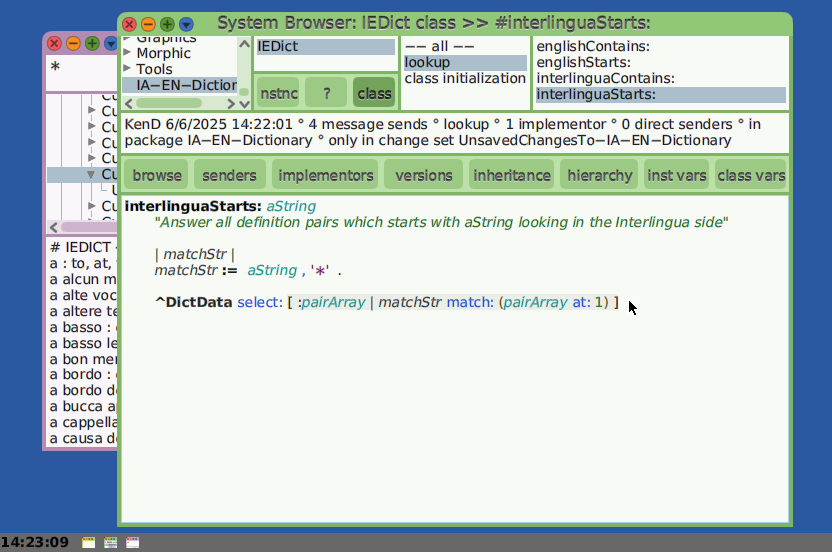 System Browser: IEDict class >> #interlinguaStarts:
*
Graphics
Morphic
Tools
IA−EN−Diction
IEDict
nstnc
?
class
−− all −−
lookup
class initialization
englishContains:
englishStarts:
interlinguaContains:
interlinguaStarts:
KenD 6/6/2025 14:22:01 ° 4 message sends ° lookup ° 1 implementor ° 0 direct senders ° in
package IA−EN−Dictionary ° only in change set UnsavedChangesTo−IA−EN−Dictionary
browse
senders
implementors
versions
inheritance
hierarchy
inst vars
class vars
interlinguaStarts: aString
"Answer all definition pairs which starts with aString looking in the Interlingua side"
| matchStr |
matchStr := aString , '*' .
^DictData select: [ :pairArray | matchStr match: (pairArray at: 1) ]
Cu
Cu
Cu
Cu
Cu
Cu
# IEDICT
a : to, at,
a alcun m
a alte voc
a altere te
a basso :
a basso le
a bon mer
a bordo :
a bordo de
a bucca a
a cappella
a causa de
14:23:09